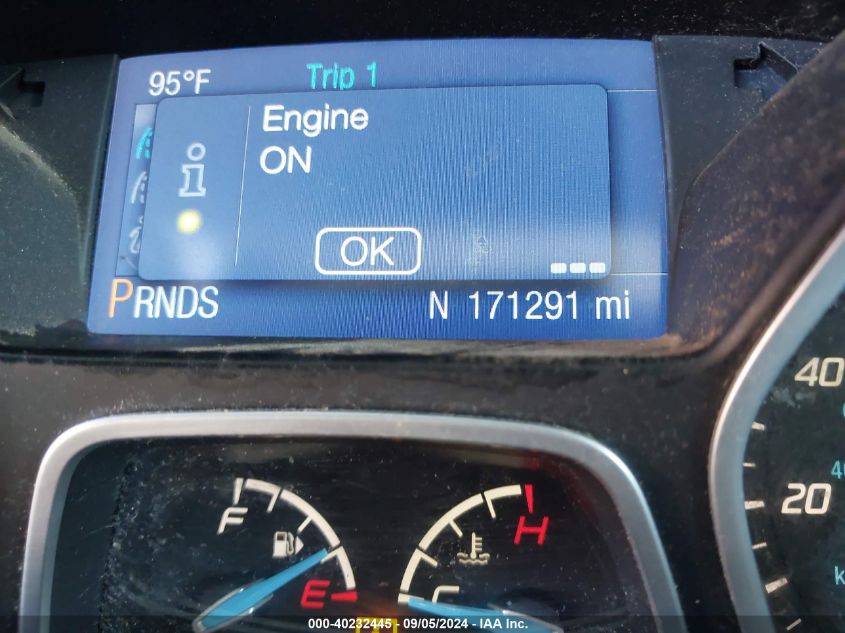 95°F Trip 1
Engine
ON
OK
PRNDS N 171291 mi
40
20
F H
E C
000-40232445 - 09/05/2024 - IAA Inc.